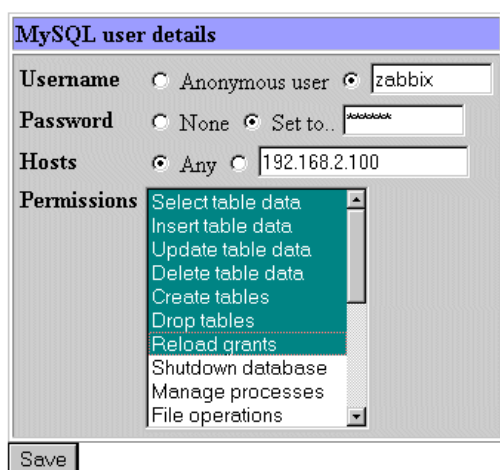 MySQL user details
Username Anonymous user zabbix
Password None Set to.. *******
Hosts Any 192.168.2.100
Permissions Select table data
Insert table data
Update table data
Delete table data
Create tables
Drop tables
Reload grants
Shutdown database
Manage processes
File operations
Save